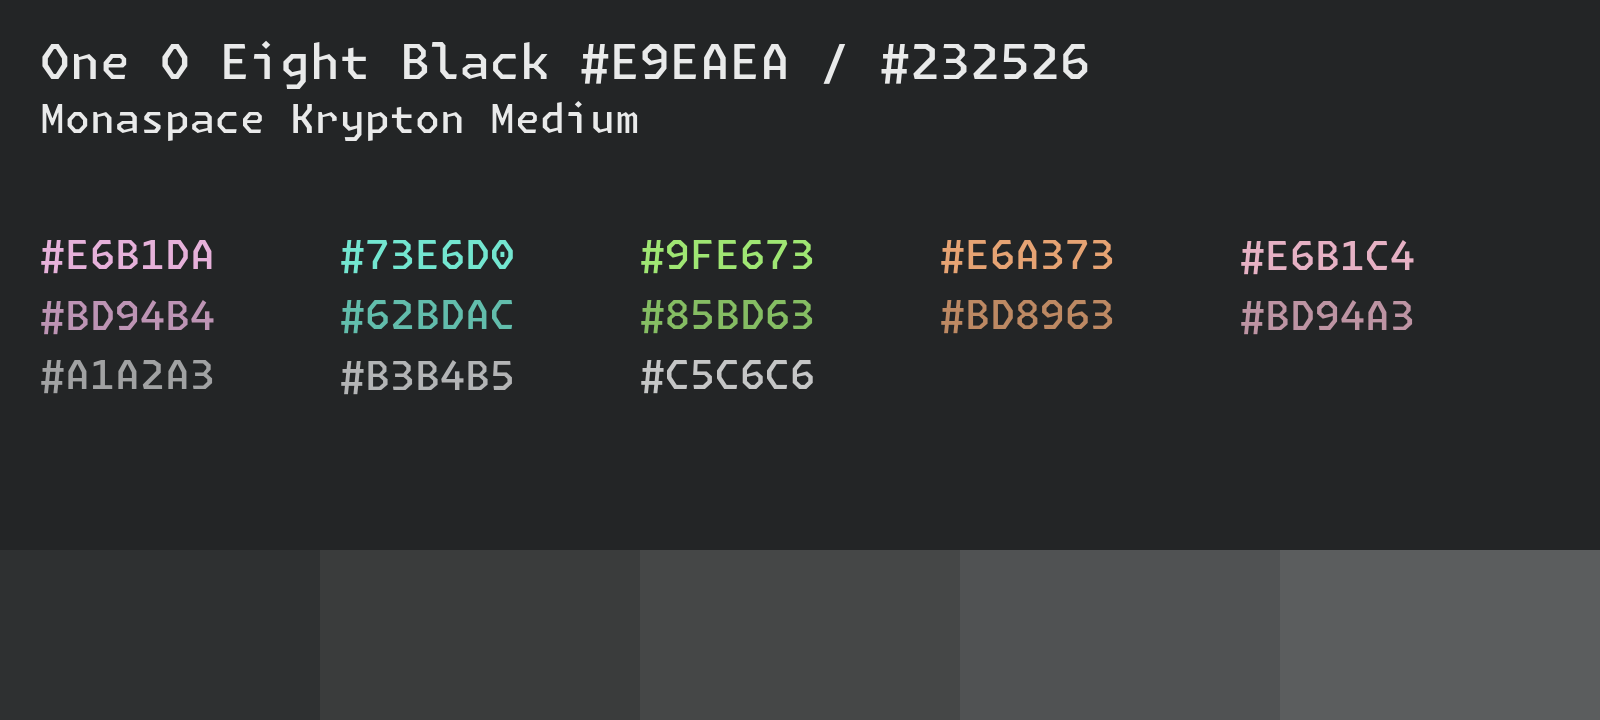 One O Eight Black #E9EAEA / #232526
Monaspace Krypton Medium
#E6B1DA #73E6D0 #9FE673 #E6A373 #E6B1C4
#BD94B4 #62BDAC #85BD63 #BD8963 #BD94A3
#A1A2A3 #B3B4B5 #C5C6C6